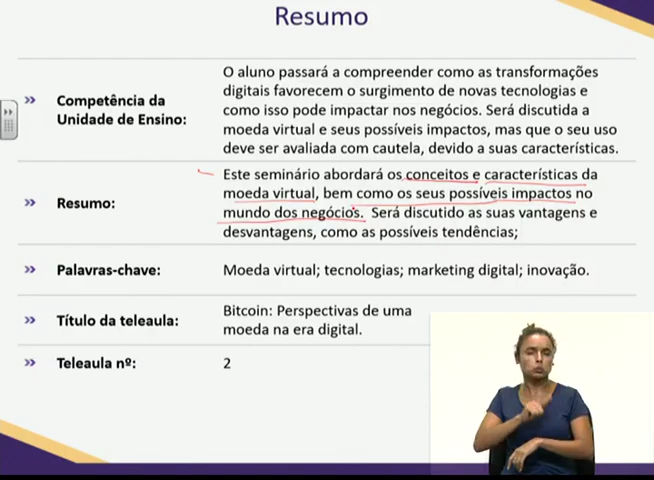 Resumo
Competência da
Unidade de Ensino:
O aluno passará a compreender como as transformações
digitais favorecem o surgimento de novas tecnologias e
como isso pode impactar nos negócios. Será discutida a
moeda virtual e seus possíveis impactos, mas que o seu uso
deve ser avaliada com cautela, devido a suas características.
Resumo:
Este seminário abordará os conceitos e características da
moeda virtual, bem como os seus possíveis impactos no
mundo dos negócios. Será discutido as suas vantagens e
desvantagens, como as possíveis tendências;
Palavras-chave:
Moeda virtual; tecnologias; marketing digital; inovação.
Título da teleaula:
Bitcoin: Perspectivas de uma
moeda na era digital.
Teleaula nº:
2